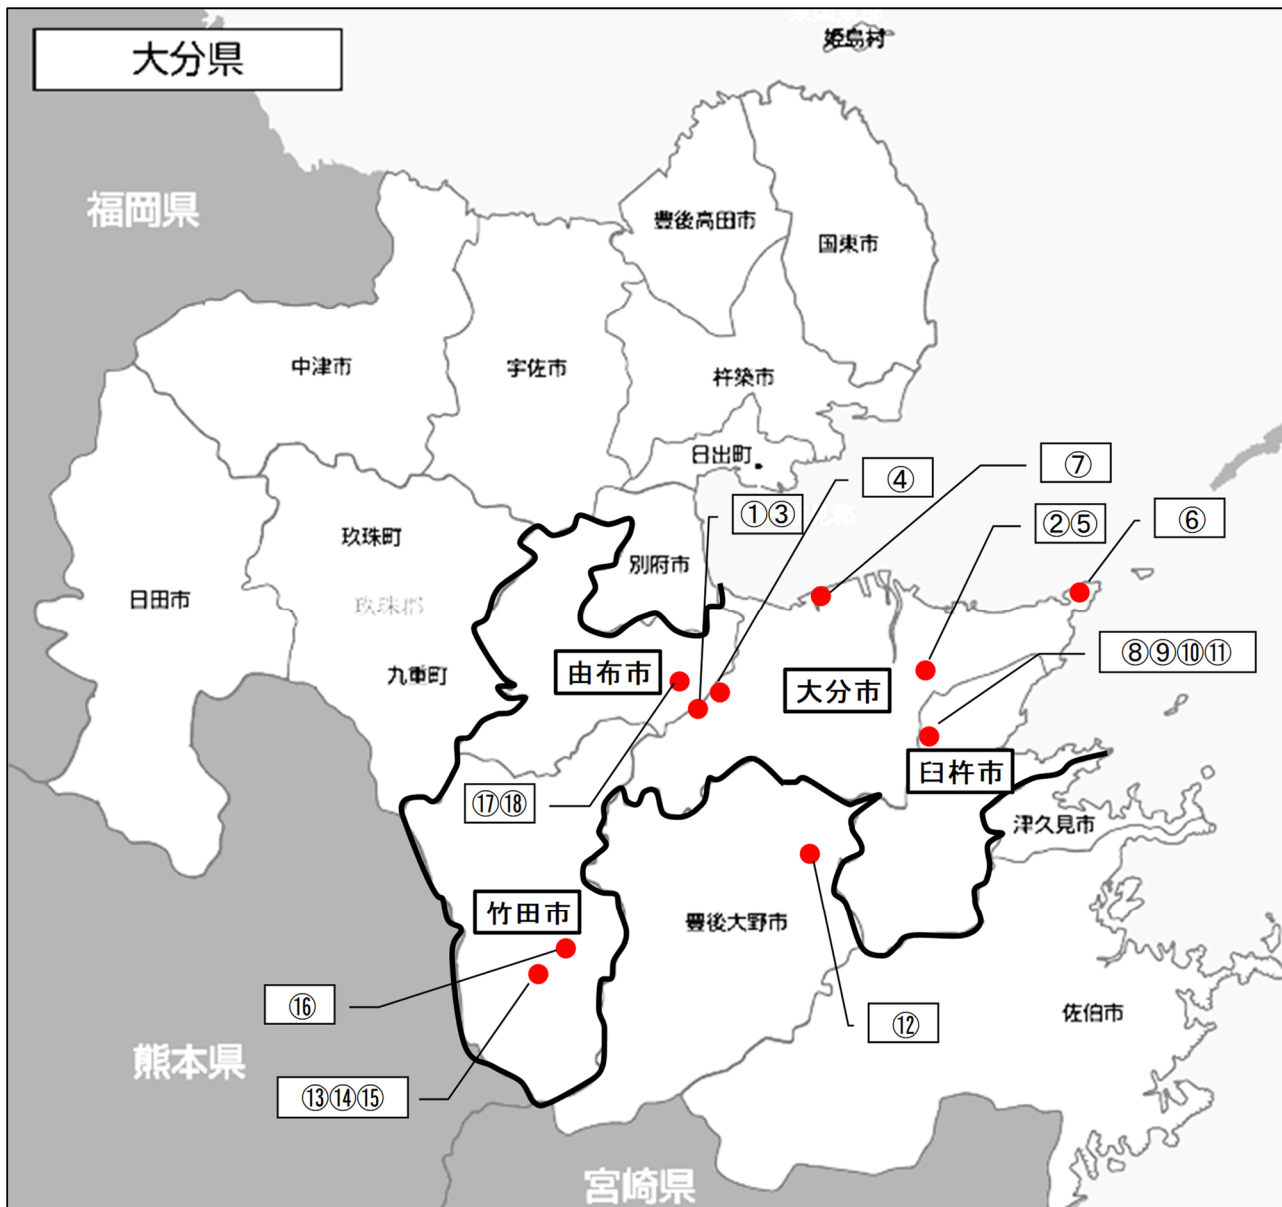 姫島村
大分県
福岡県
豊後高田市
国東市
中津市
宇佐市
杵築市
日出町
⑦
④
①③
②⑤
⑥
玖珠町
別府市
日田市
玖珠郡
⑧⑨⑩⑪
由布市
九重町
大分市
臼杵市
⑰⑱
津久見市
竹田市
豊後大野市
⑯
⑫
佐伯市
熊本県
⑬⑭⑮
宮崎県